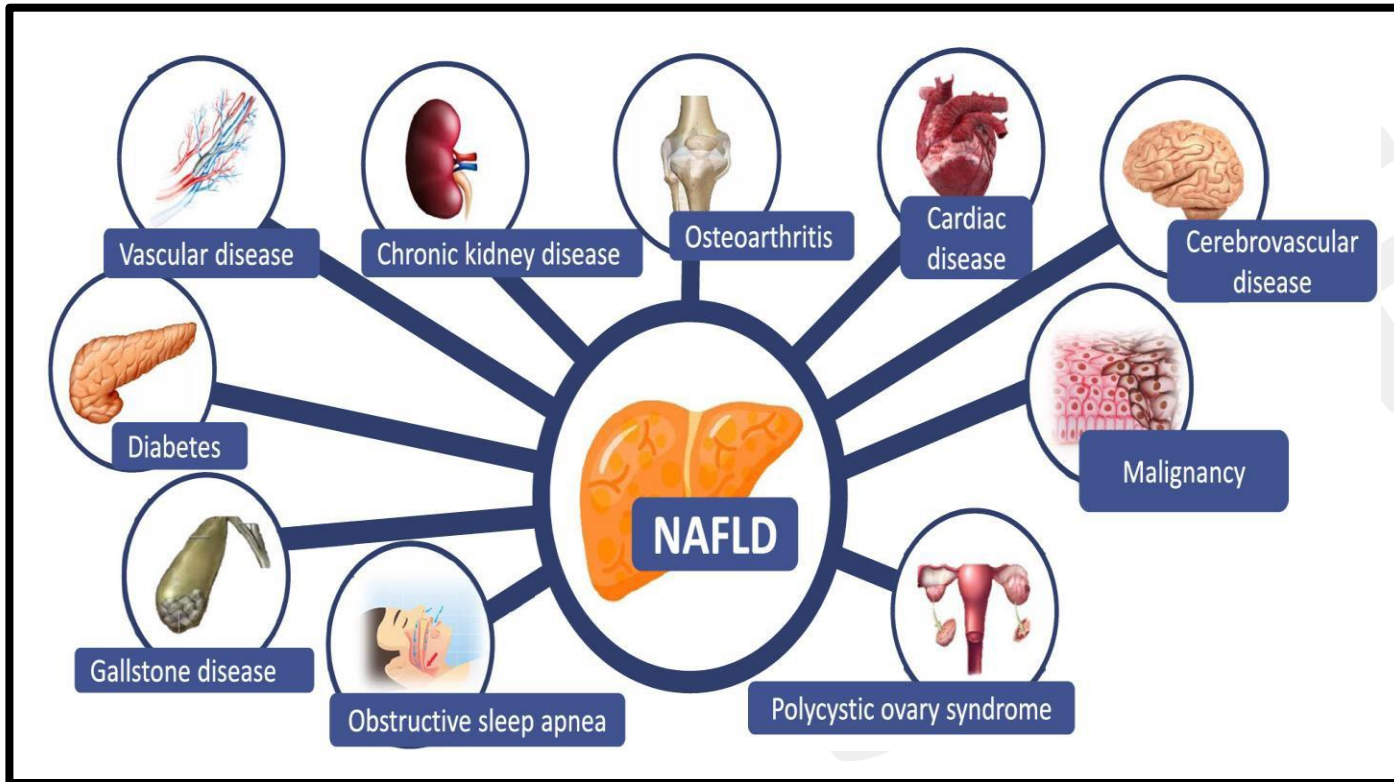 Vascular disease
Chronic kidney disease
Osteoarthritis
Cardiac
disease
Cerebrovascular
disease
Diabetes
Malignancy
NAFLD
Gallstone disease
Obstructive sleep apnea
Polycystic ovary syndrome